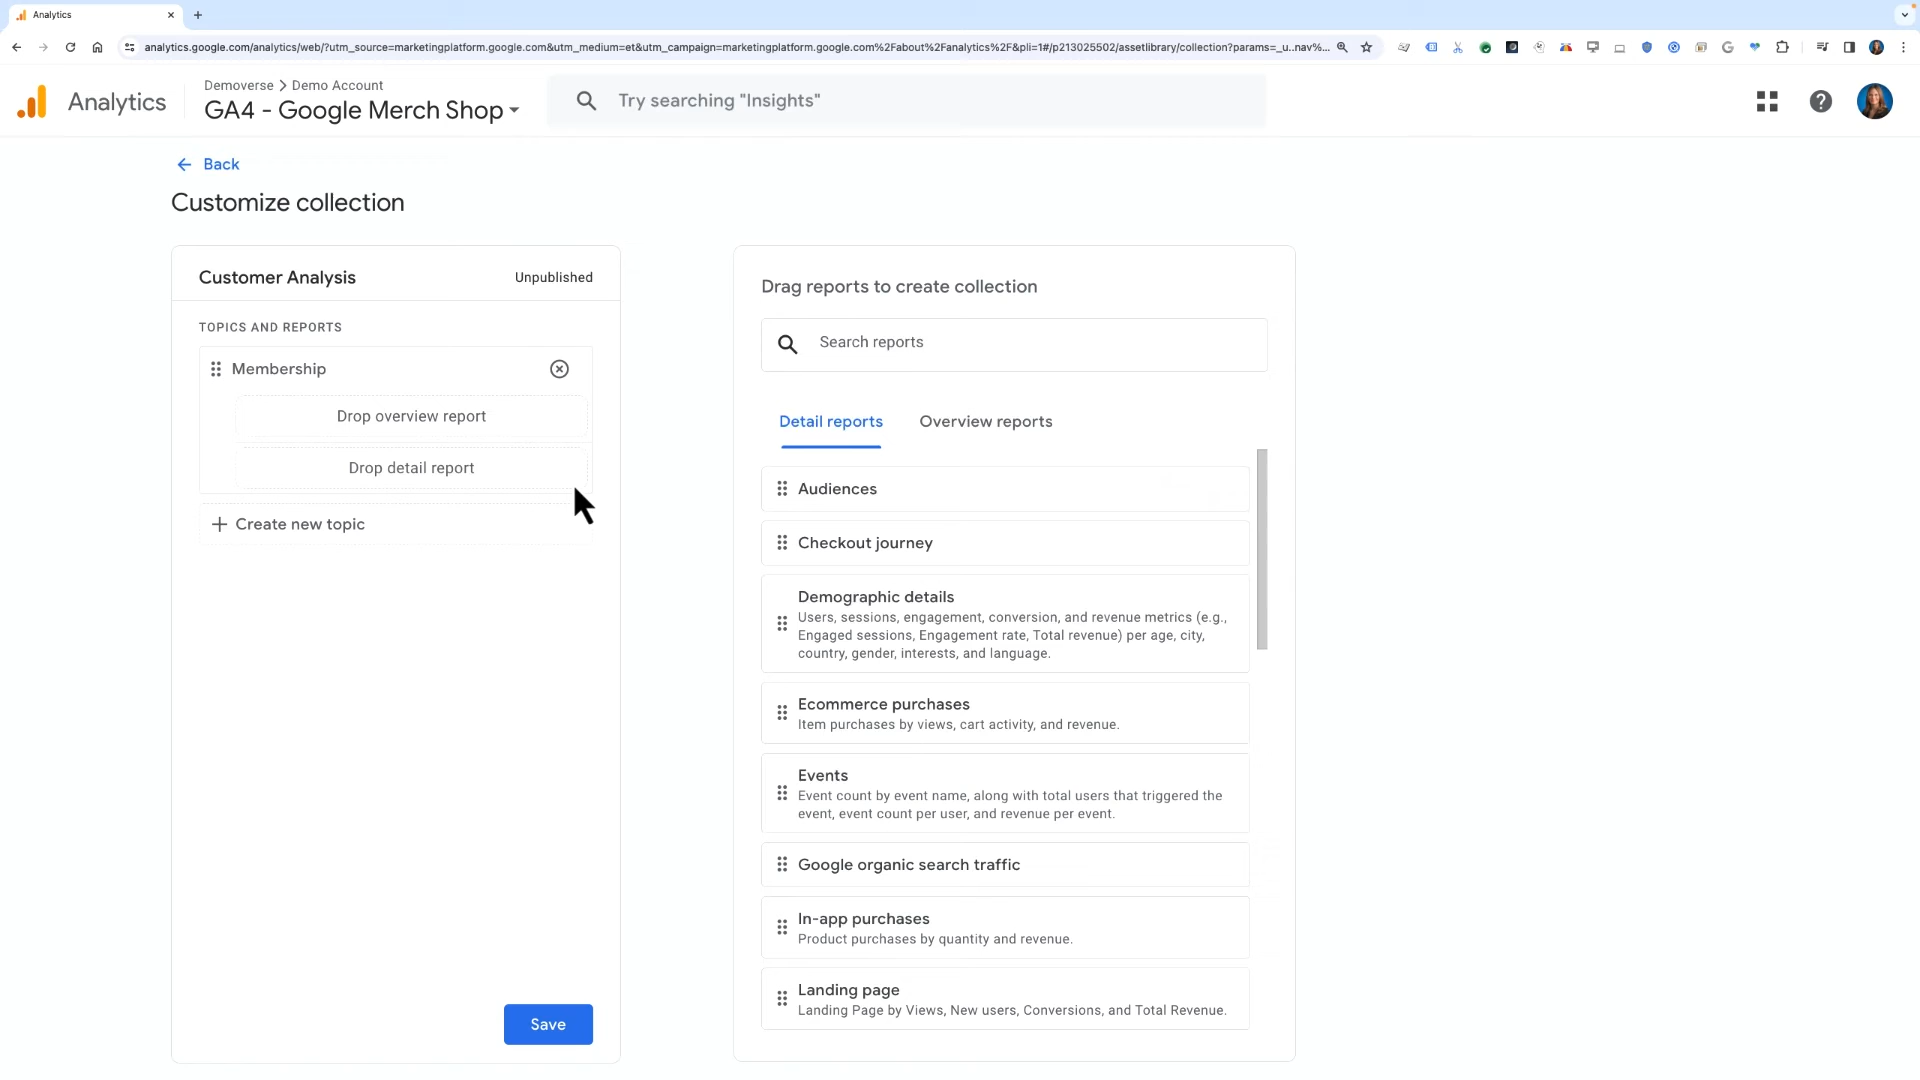 Analytics
analytics.google.com/analytics/web/?utm_source=marketingplatform.google.com&utm_medium=et&utm_campaign=marketingplatform.google.com%2Fabout%2Fanalytics%2F&pli=1#/p213025502/assetlibrary/collection?params=_u..nav%...
Analytics
Demoverse > Demo Account
GA4 - Google Merch Shop
Try searching "Insights"
Back
Customize collection
Customer Analysis
Unpublished
TOPICS AND REPORTS
Membership
Drop overview report
Drop detail report
Create new topic
Save
Drag reports to create collection
Search reports
Detail reports
Overview reports
Audiences
Checkout journey
Demographic details
Users, sessions, engagement, conversion, and revenue metrics (e.g.,
Engaged sessions, Engagement rate, Total revenue) per age, city,
country, gender, interests, and language.
Ecommerce purchases
Item purchases by views, cart activity, and revenue.
Events
Event count by event name, along with total users that triggered the
event, event count per user, and revenue per event.
Google organic search traffic
In-app purchases
Product purchases by quantity and revenue.
Landing page
Landing Page by Views, New users, Conversions, and Total Revenue.